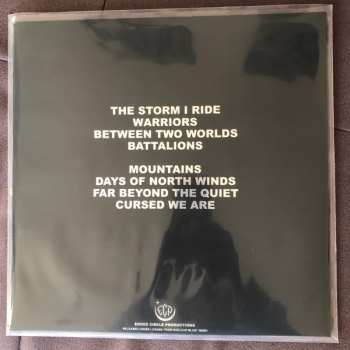 THE STORM I RIDE
WARRIORS
BETWEEN TWO WORLDS
BATTALIONS
MOUNTAINS
DAYS OF NORTH WINDS
FAR BEYOND THE QUIET
CURSED WE ARE
CIRCLE PRODUCTIONS